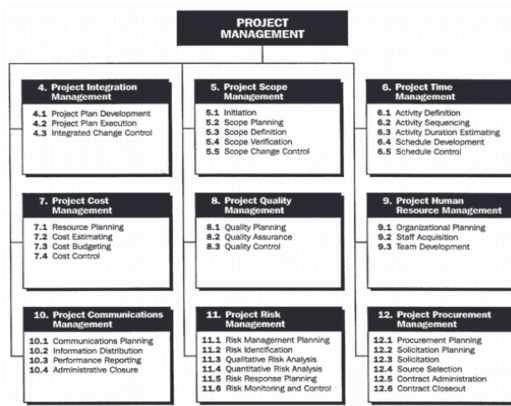 PROJECT
MANAGEMENT
4. Project Integration
Management
4.1 Project Plan Development
4.2 Project Plan Execution
4.3 Integrated Change Control
5. Project Scope
Management
5.1 Initiation
5.2 Scope Planning
5.3 Scope Definition
5.4 Scope Verification
5.5 Scope Change Control
6. Project Time
Management
6.1 Activity Definition
6.2 Activity Sequencing
6.3 Activity Duration Estimating
6.4 Schedule Development
6.5 Schedule Control
7. Project Cost
Management
7.1 Resource Planning
7.2 Cost Estimating
7.3 Cost Budgeting
7.4 Cost Control
8. Project Quality
Management
8.1 Quality Planning
8.2 Quality Assurance
8.3 Quality Control
9. Project Human
Resource Management
9.1 Organizational Planning
9.2 Staff Acquisition
9.3 Team Development
10. Project Communications
Management
10.1 Communications Planning
10.2 Information Distribution
10.3 Performance Reporting
10.4 Administrative Closure
11. Project Risk
Management
11.1 Risk Management Planning
11.2 Risk Identification
11.3 Qualitative Risk Analysis
11.4 Quantitative Risk Analysis
11.5 Risk Response Planning
11.6 Risk Monitoring and Control
12. Project Procurement
Management
12.1 Procurement Planning
12.2 Solicitation Planning
12.3 Solicitation
12.4 Source Selection
12.5 Contract Administration
12.6 Contract Closeout